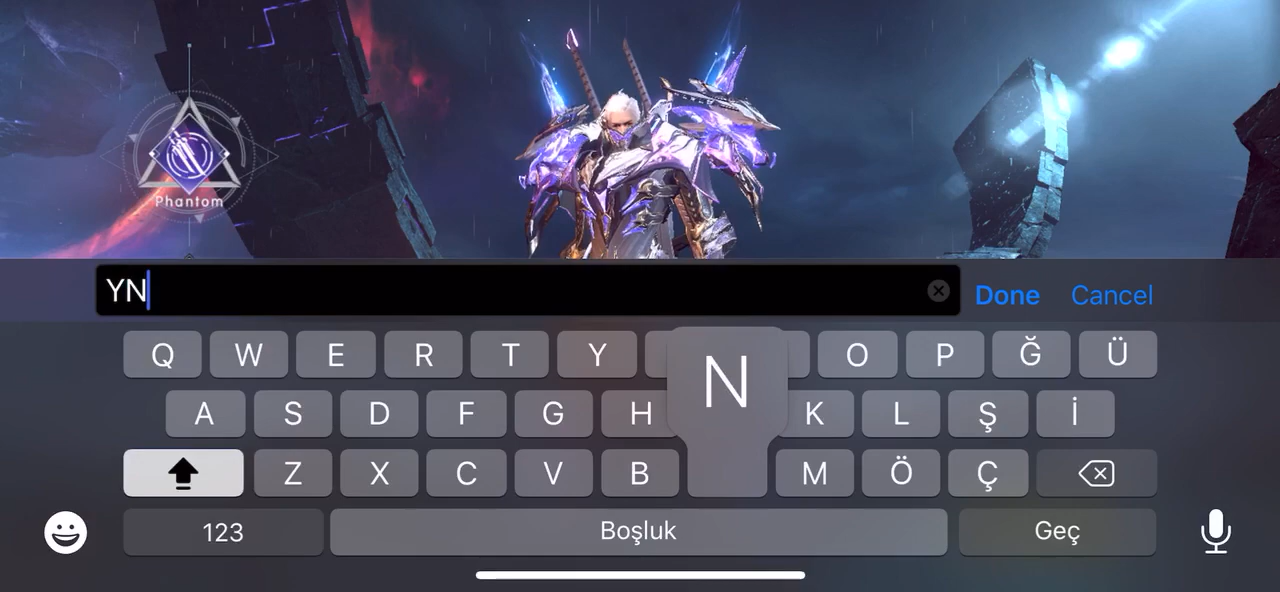 Phantom
YN
Done Cancel
Q W E R T Y O P Ğ Ü
N
A S D F G H K L Ş İ
Z X C V B M Ö Ç
123 Boşluk Geç